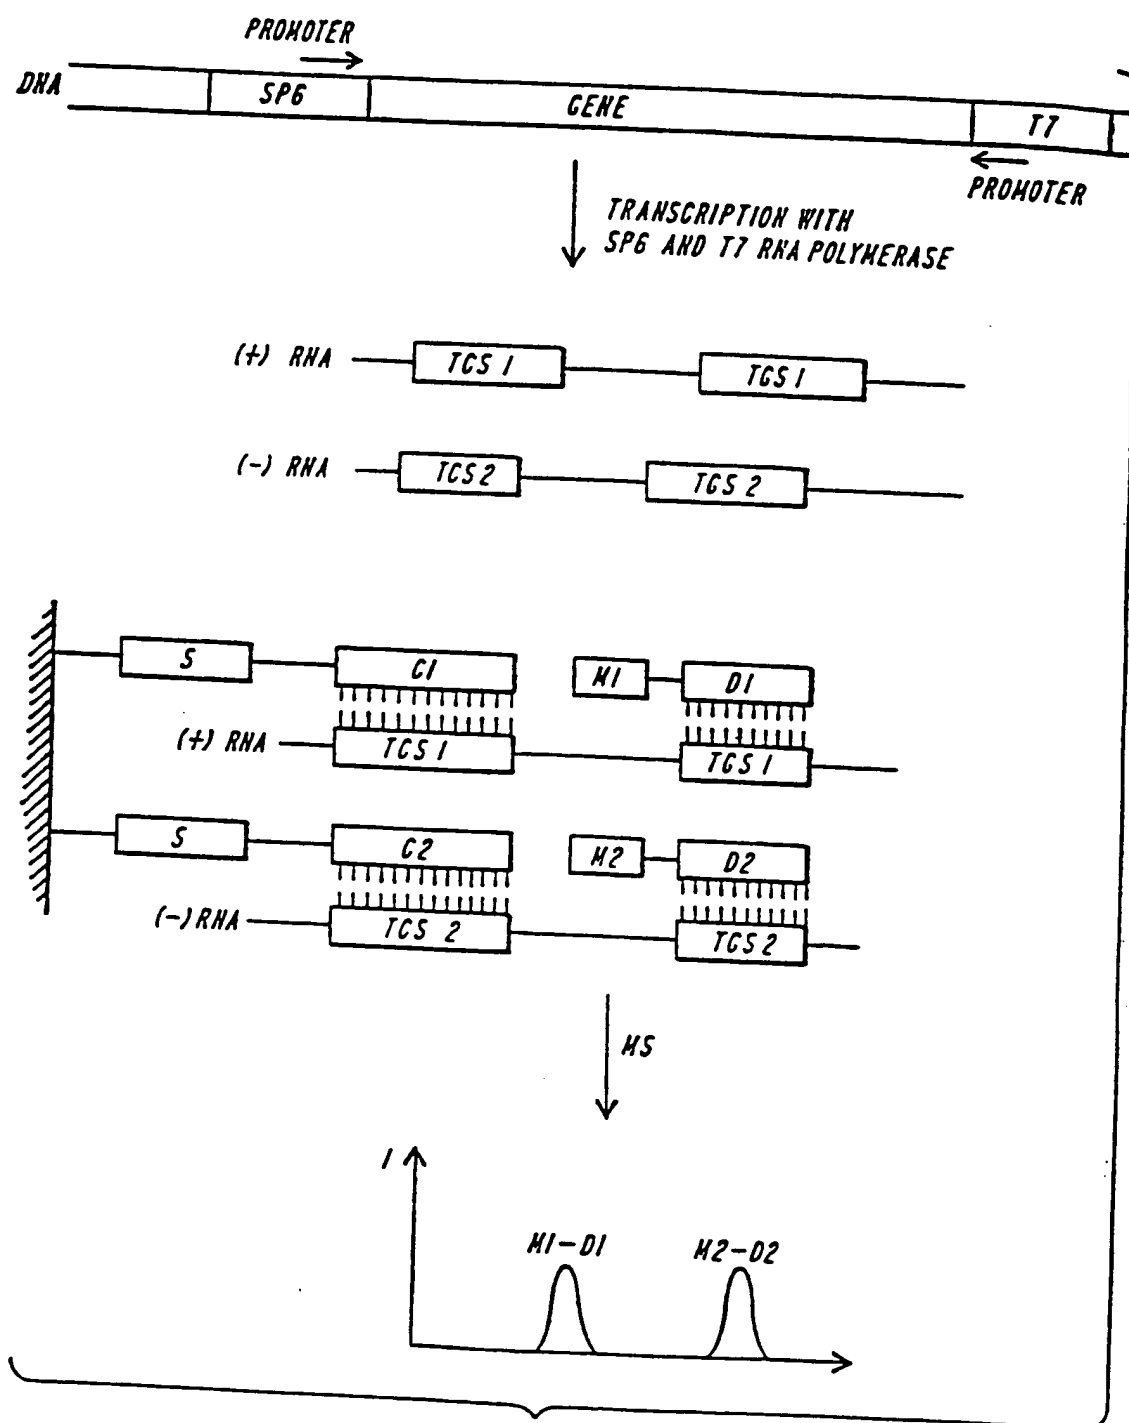 PROMOTER
DNA SP6 GENE T7
PROMOTER
TRANSCRIPTION WITH
SP6 AND T7 RNA POLYMERASE
(+) RNA TCS 1 TCS 1
(-) RNA TCS 2 TCS 2
S C1 M1 D1
(+) RNA TCS 1 TCS 1
S C2 M2 D2
(-) RNA TCS 2 TCS 2
MS
I
M1-D1 M2-D2